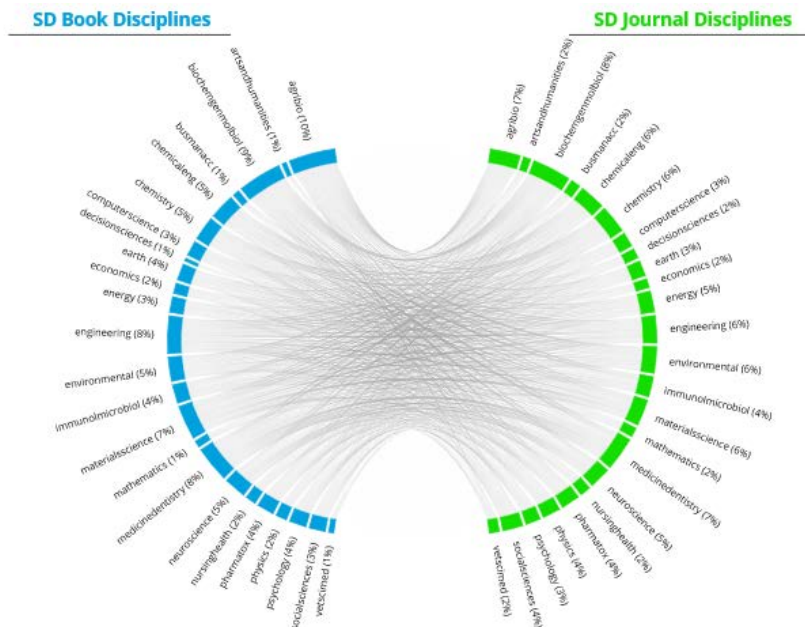 SD Book Disciplines
SD Journal Disciplines
agribio (10%)
artsandhumanities (1%)
biochemgenmolbiol (9%)
busmanacc (1%)
chemicaleng (5%)
chemistry (5%)
computerscience (3%)
decisionsciences (1%)
earth (4%)
economics (2%)
energy (3%)
engineering (8%)
environmental (5%)
immunolmicrobiol (4%)
materialsscience (7%)
mathematics (1%)
medicinedentistry (8%)
neuroscience (5%)
nursinghealth (2%)
pharmatox (4%)
physics (2%)
psychology (4%)
socialsciences (3%)
vetscimed (1%)
agribio (7%)
artsandhumanities (2%)
biochemgenmolbiol (8%)
busmanacc (2%)
chemicaleng (6%)
chemistry (6%)
computerscience (3%)
decisionsciences (2%)
earth (3%)
economics (2%)
energy (5%)
engineering (6%)
environmental (6%)
immunolmicrobiol (4%)
materialsscience (6%)
mathematics (2%)
medicinedentistry (7%)
neuroscience (5%)
nursinghealth (2%)
pharmatox (4%)
physics (4%)
psychology (3%)
socialsciences (4%)
vetscimed (2%)